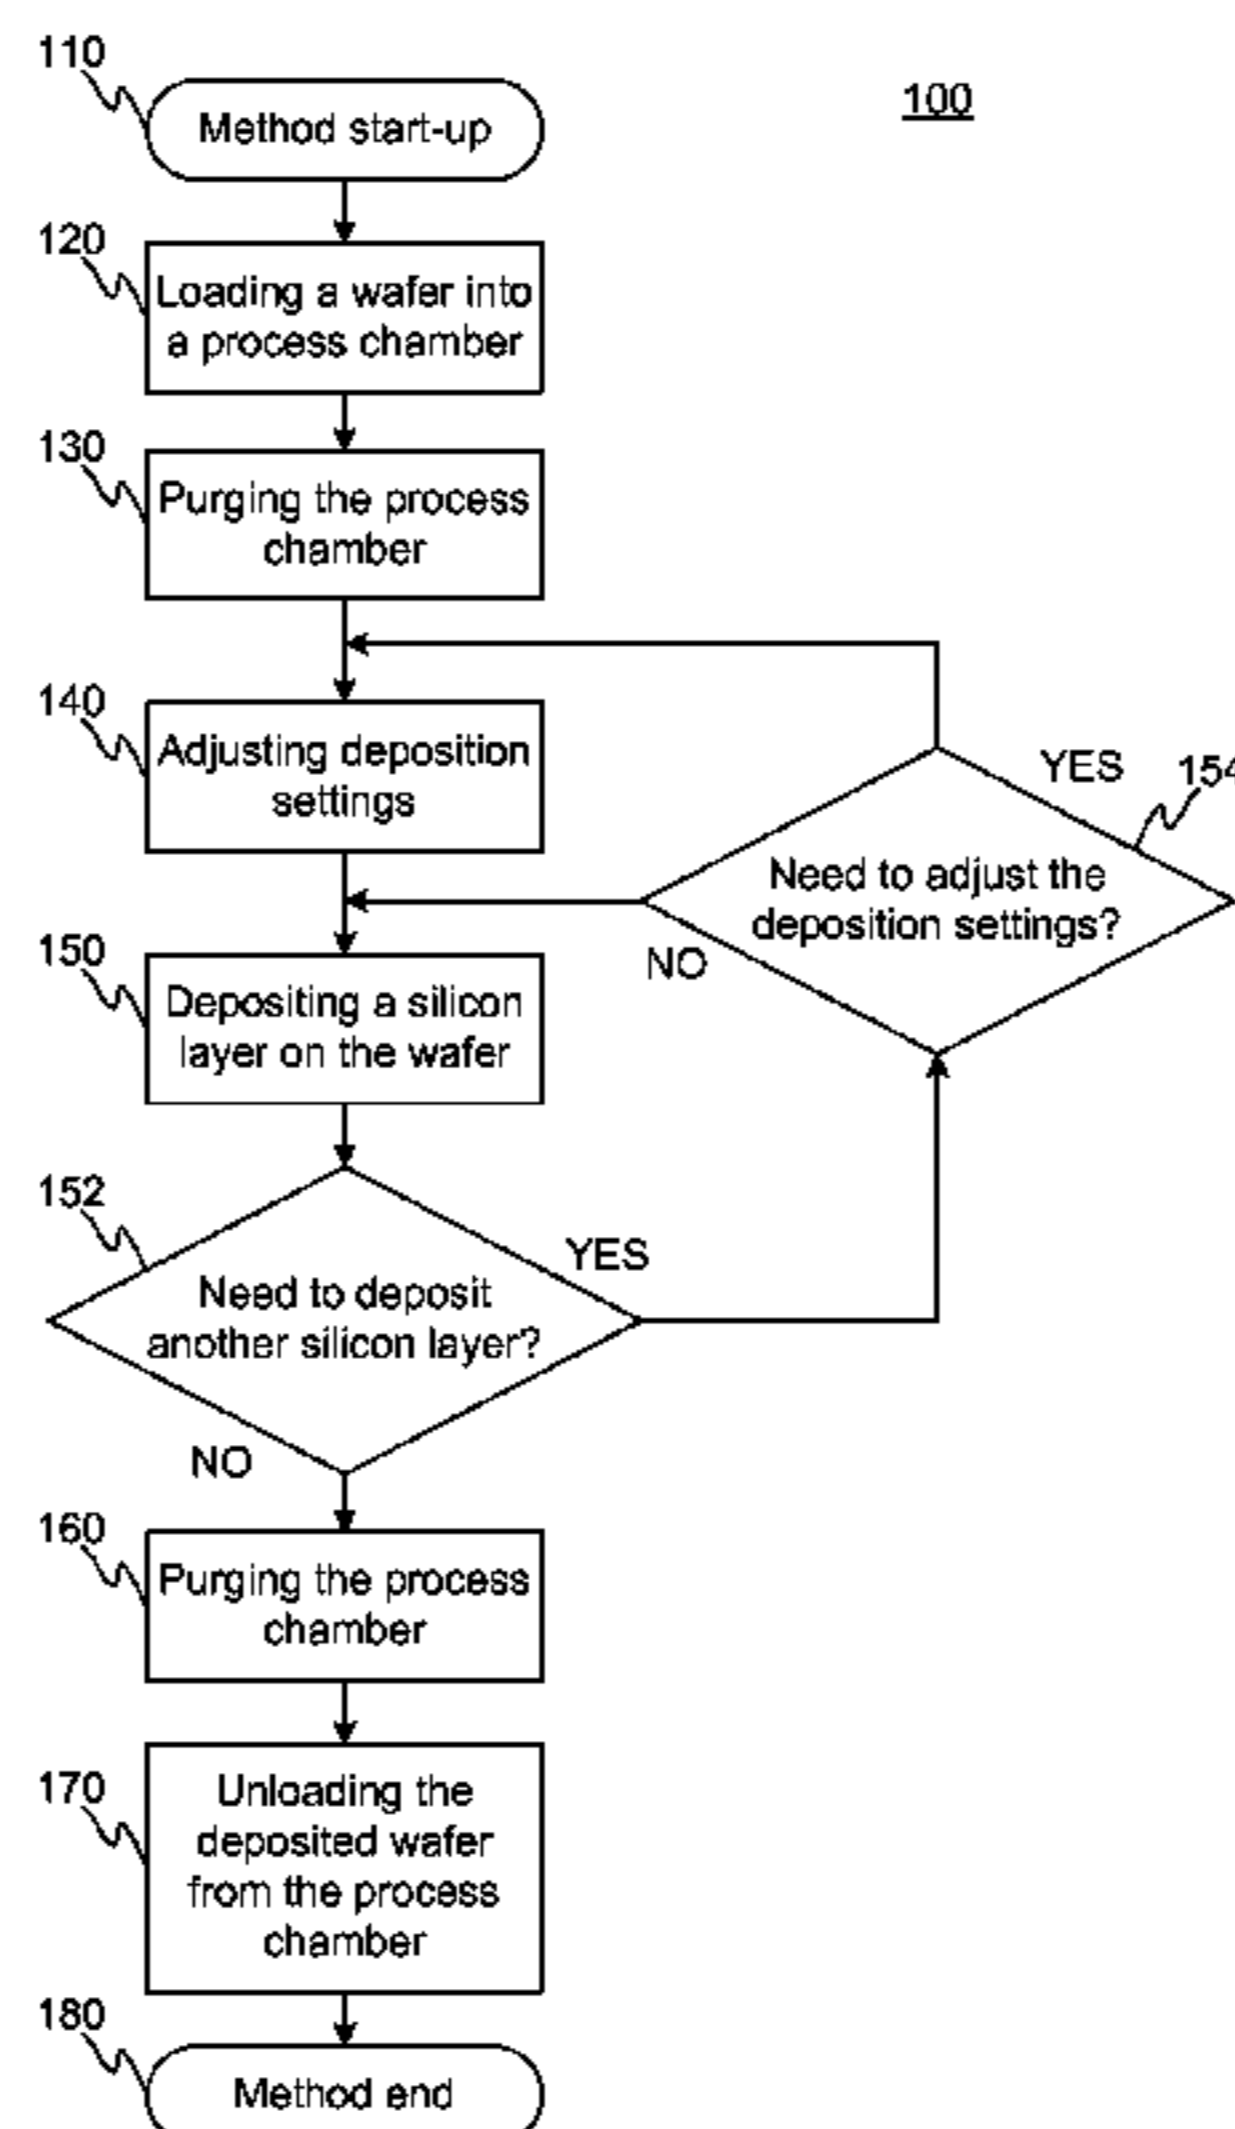 110
100
Method start-up
120
Loading a wafer into
a process chamber
130
Purging the process
chamber
140
Adjusting deposition
settings
YES
154
Need to adjust the
deposition settings?
NO
150
Depositing a silicon
layer on the wafer
152
YES
Need to deposit
another silicon layer?
NO
160
Purging the process
chamber
170
Unloading the
deposited wafer
from the process
chamber
180
Method end